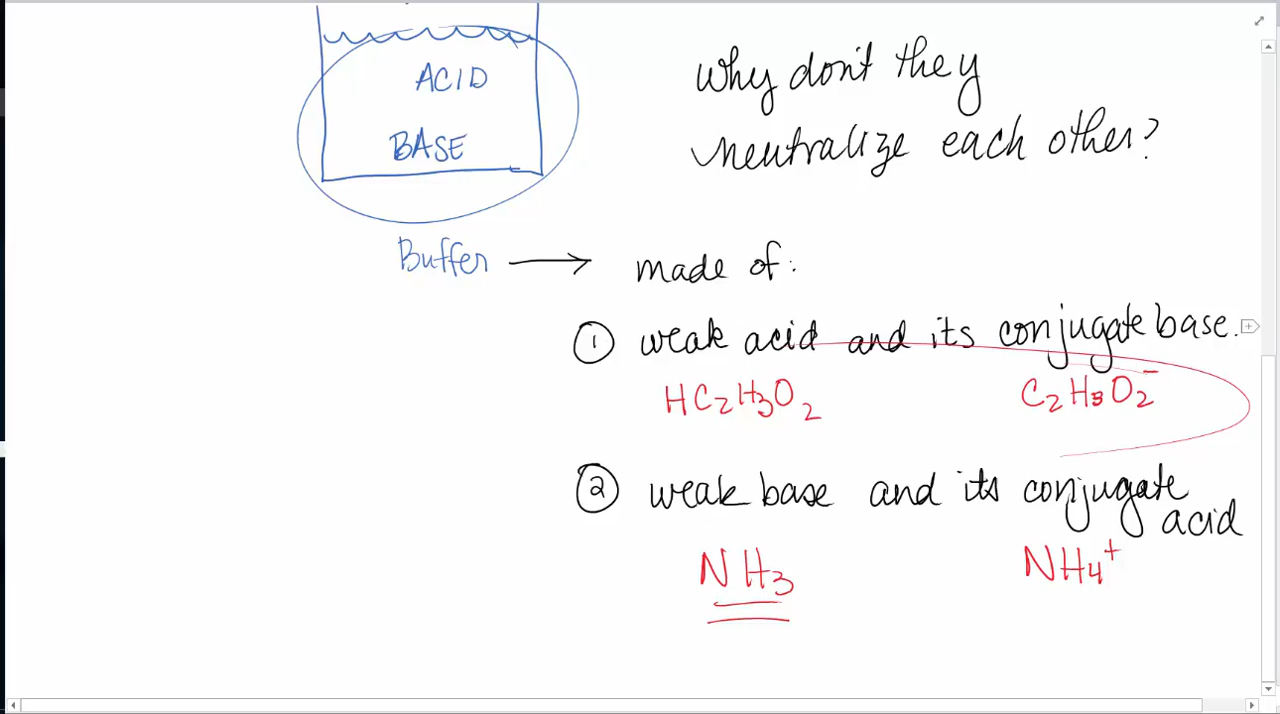 ACID
BASE
Why don't they
neutralize each other?
Buffer → made of:
① weak acid and its conjugate base.
HC₂H₃O₂ C₂H₃O₂⁻
② weak base and its conjugate
acid
NH₃ NH₄⁺